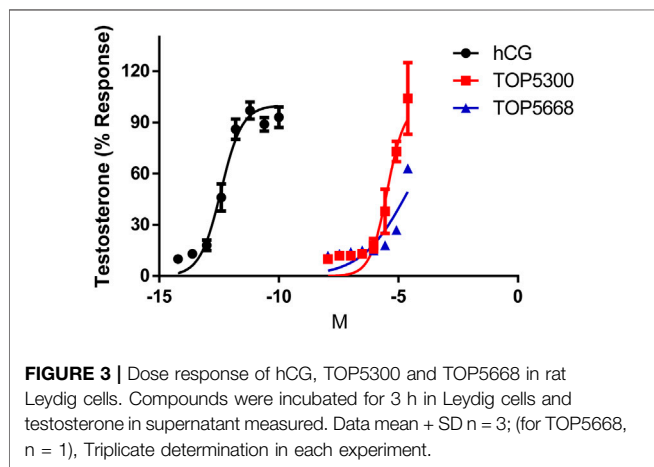 Testosterone (% Response)
120
90
60
30
0
-15
-10
-5
0
M
hCG
TOP5300
TOP5668
FIGURE 3 | Dose response of hCG, TOP5300 and TOP5668 in rat
Leydig cells. Compounds were incubated for 3 h in Leydig cells and
testosterone in supernatant measured. Data mean + SD n = 3; (for TOP5668,
n = 1), Triplicate determination in each experiment.